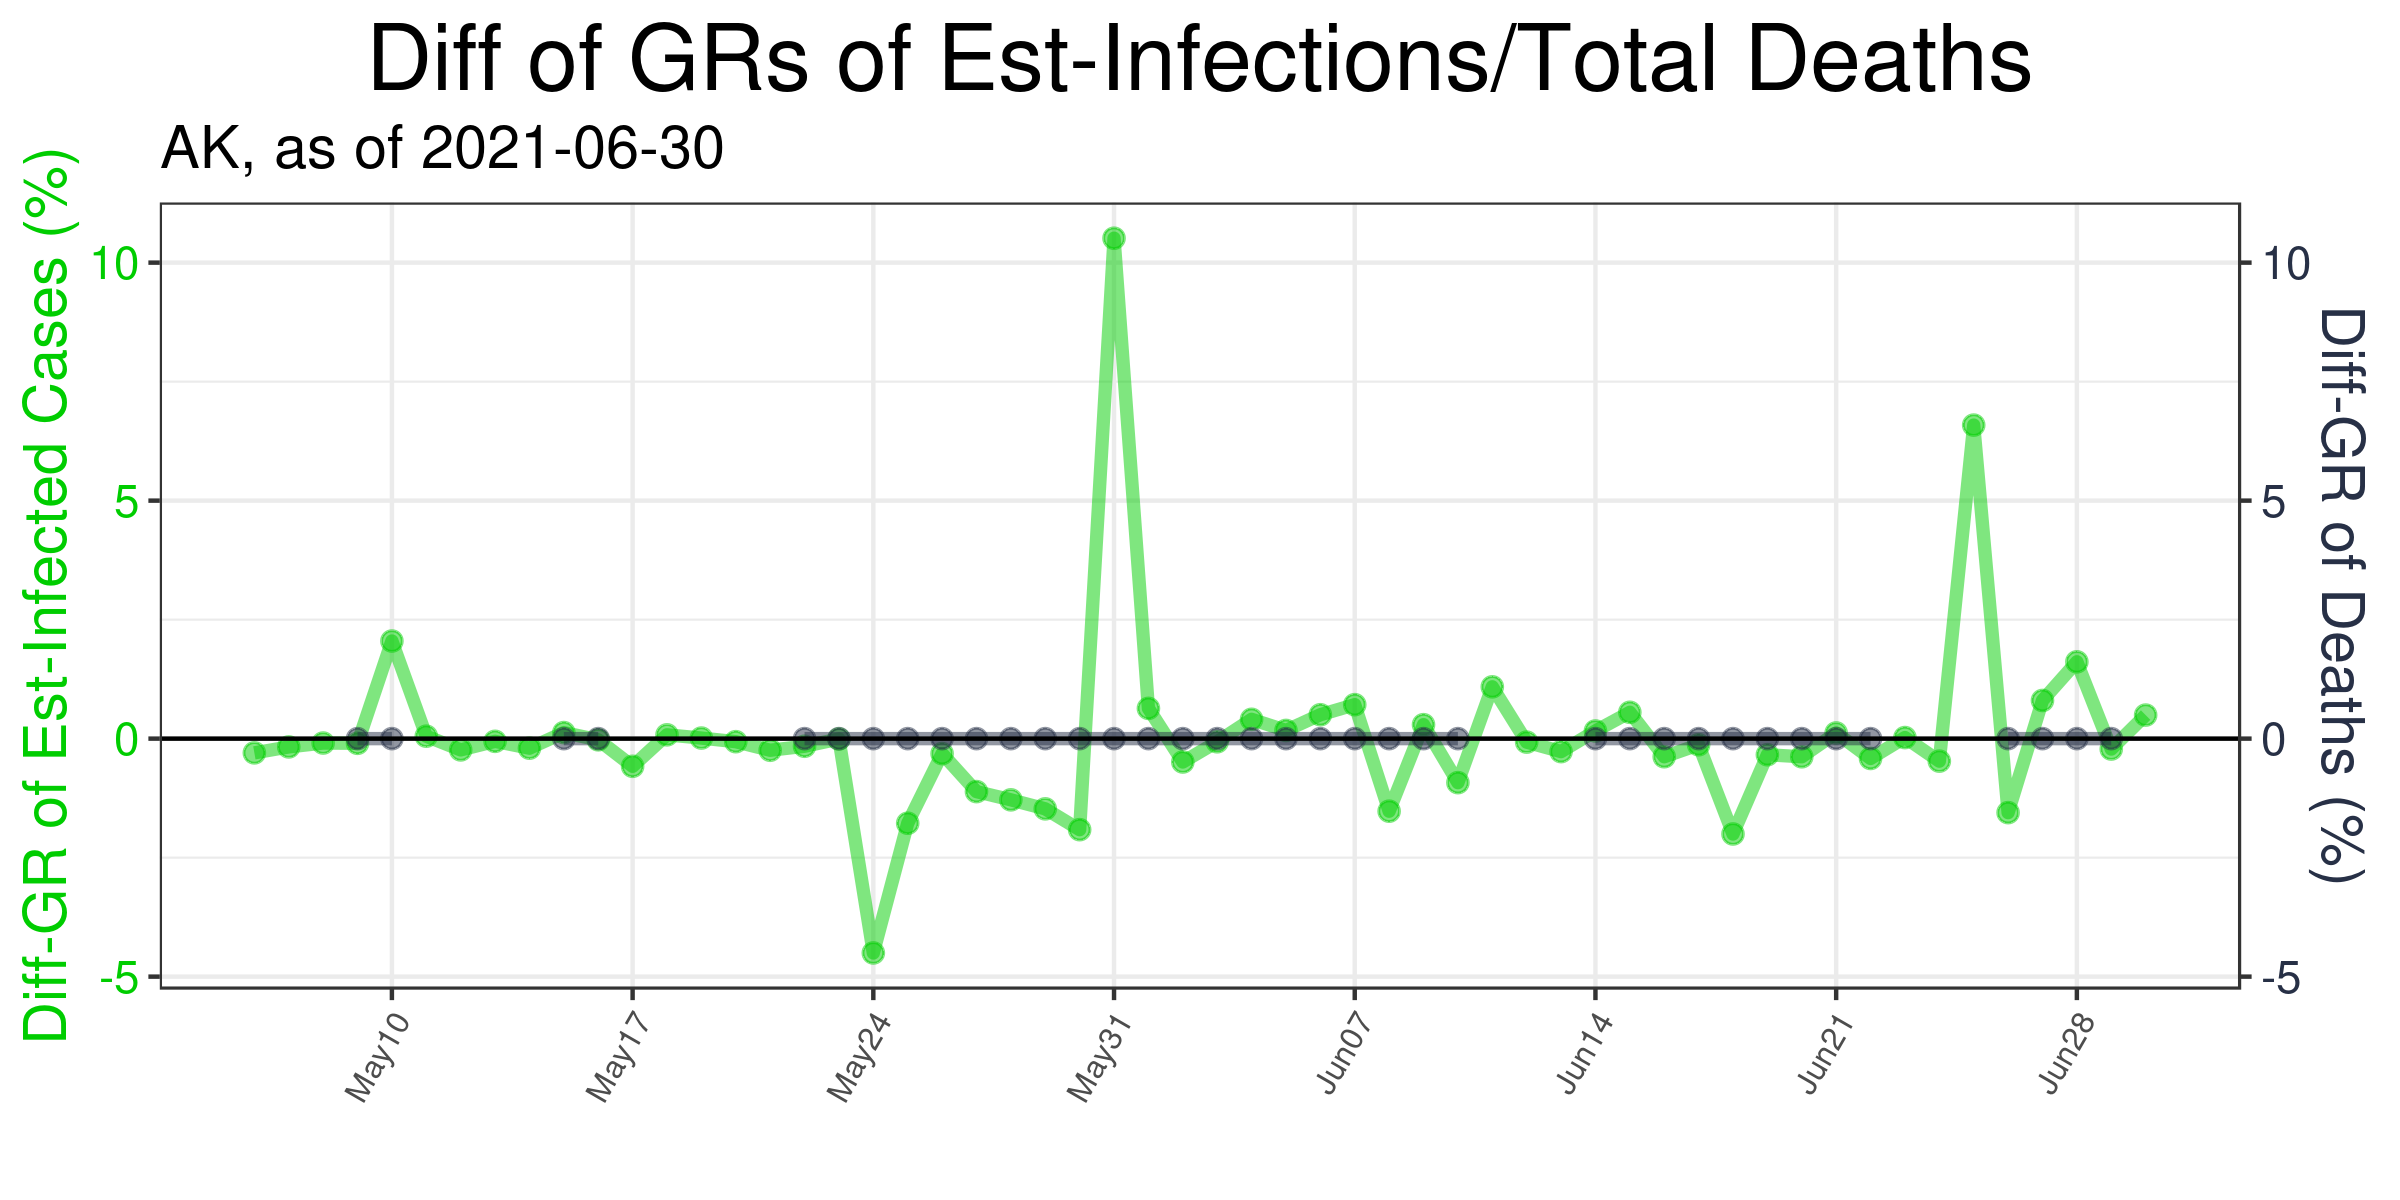 Diff of GRs of Est-Infections/Total Deaths
AK, as of 2021-06-30
Diff-GR of Est-Infected Cases (%)
10
5
0
-5
10
5
0
-5
Diff-GR of Deaths (%)
May10
May17
May24
May31
Jun07
Jun14
Jun21
Jun28